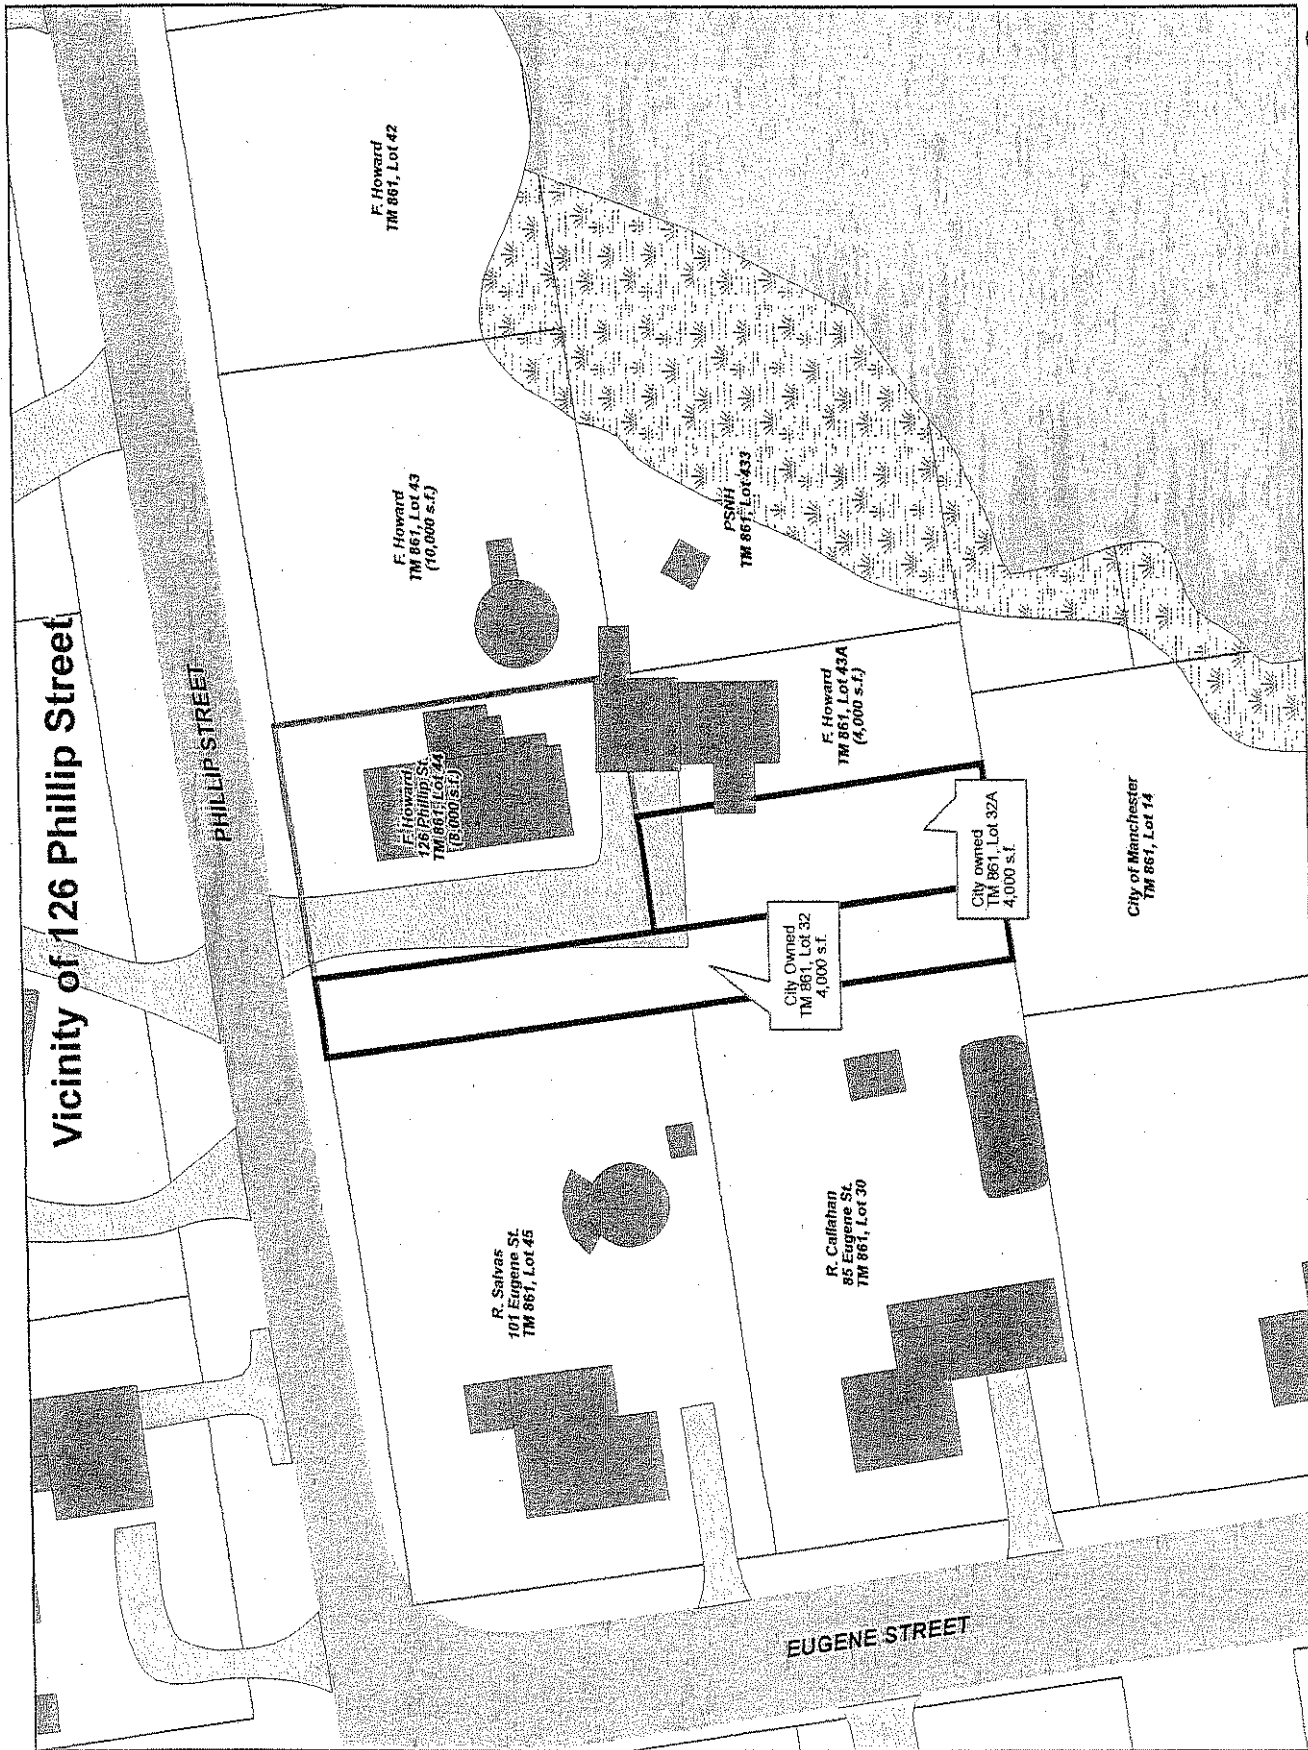 Vicinity of 126 Phillip Street
PHILLIP STREET
F. Howard
TM 861, Lot 42
F. Howard
TM 861, Lot 43
(10,000 s.f.)
PSNH
TM 861, Lot 433
F. Howard
126 Phillip St.
TM 861, Lot 44
(8,000 s.f.)
F. Howard
TM 861, Lot 43A
(4,000 s.f.)
City owned
TM 861, Lot 32A
4,000 s.f.
City Owned
TM 861, Lot 32
4,000 s.f.
City of Manchester
TM 861, Lot 14
R. Salvas
101 Eugene St.
TM 861, Lot 45
R. Callahan
85 Eugene St.
TM 861, Lot 30
EUGENE STREET